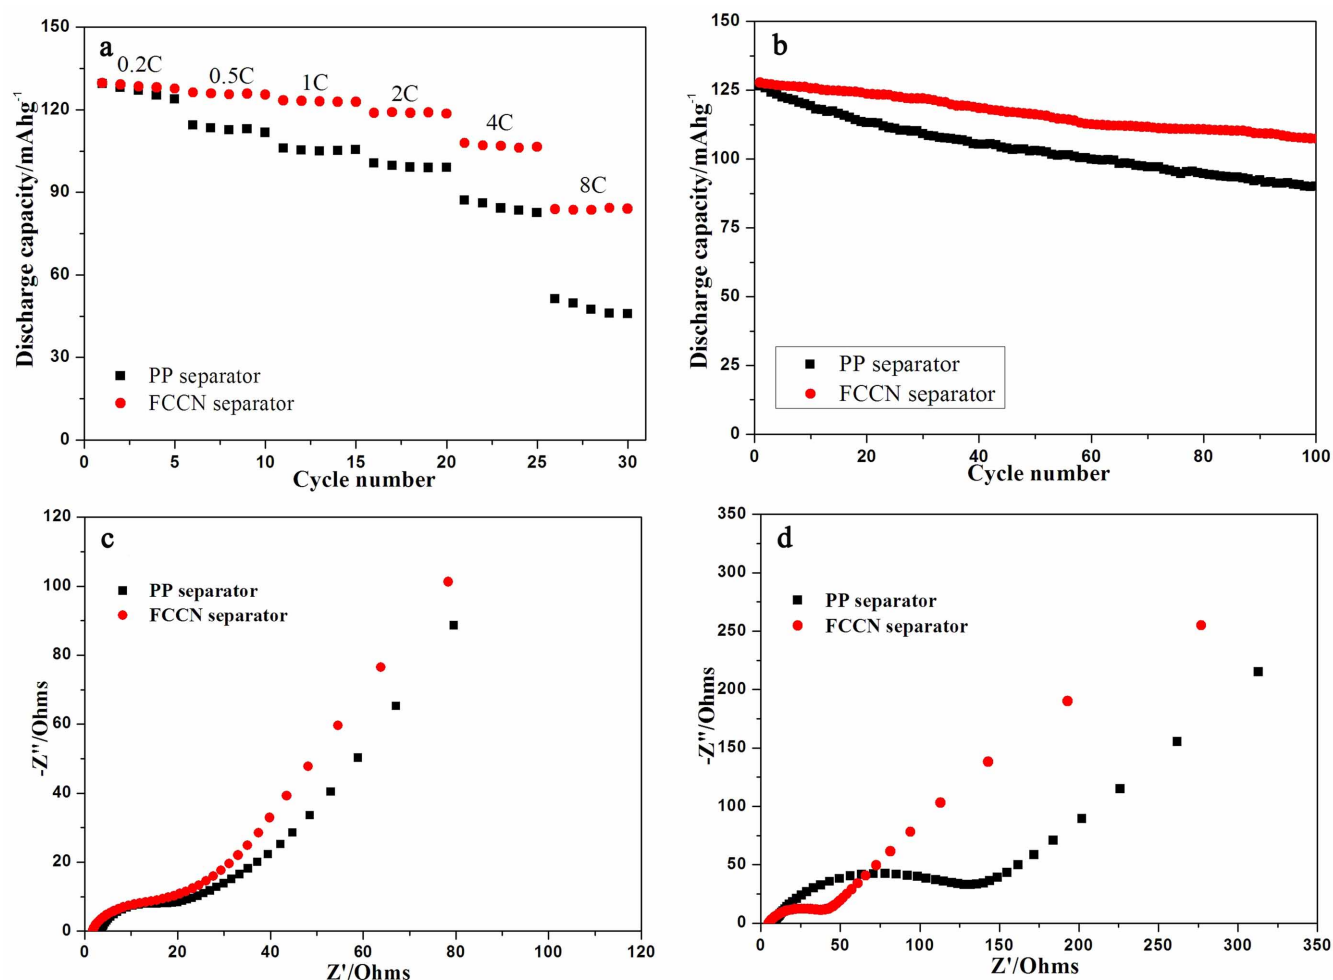 a
0.2C
0.5C
1C
2C
4C
8C
150
120
90
60
30
0
Discharge capacity/mAhg-1
PP separator
FCCN separator
0 5 10 15 20 25 30
Cycle number
b
150
125
100
75
50
25
0
Discharge capacity/mAhg-1
PP separator
FCCN separator
0 20 40 60 80 100
Cycle number
c
120
100
80
60
40
20
0
-Z''/Ohms
PP separator
FCCN separator
0 20 40 60 80 100 120
Z'/Ohms
d
350
300
250
200
150
100
50
0
-Z''/Ohms
PP separator
FCCN separator
0 50 100 150 200 250 300 350
Z'/Ohms